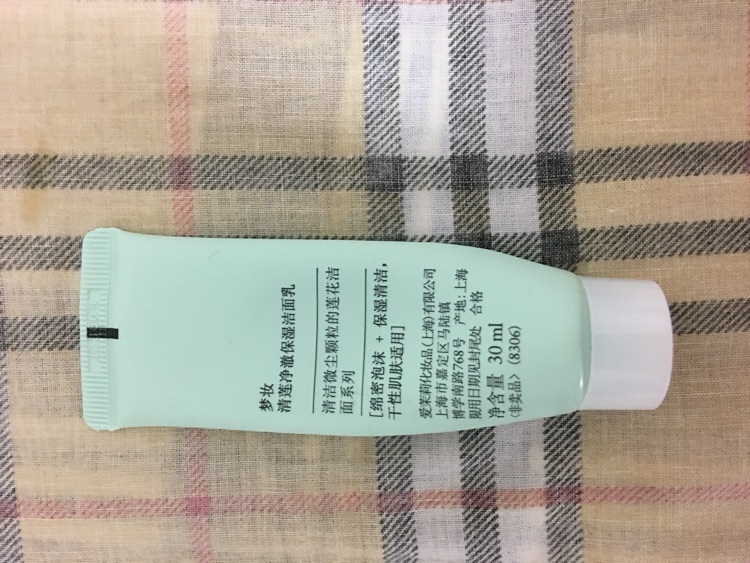 梦妆
清莲净澈保湿洁面乳
清洁微尘颗粒的莲花洁
面系列
[绵密泡沫 + 保湿清洁,
干性肌肤适用]
爱茉莉化妆品(上海)有限公司
上海市嘉定区马陆镇
博学南路768号 产地:上海
限用日期见封尾处 合格
净含量 30 ml
〈非卖品〉 (8306)